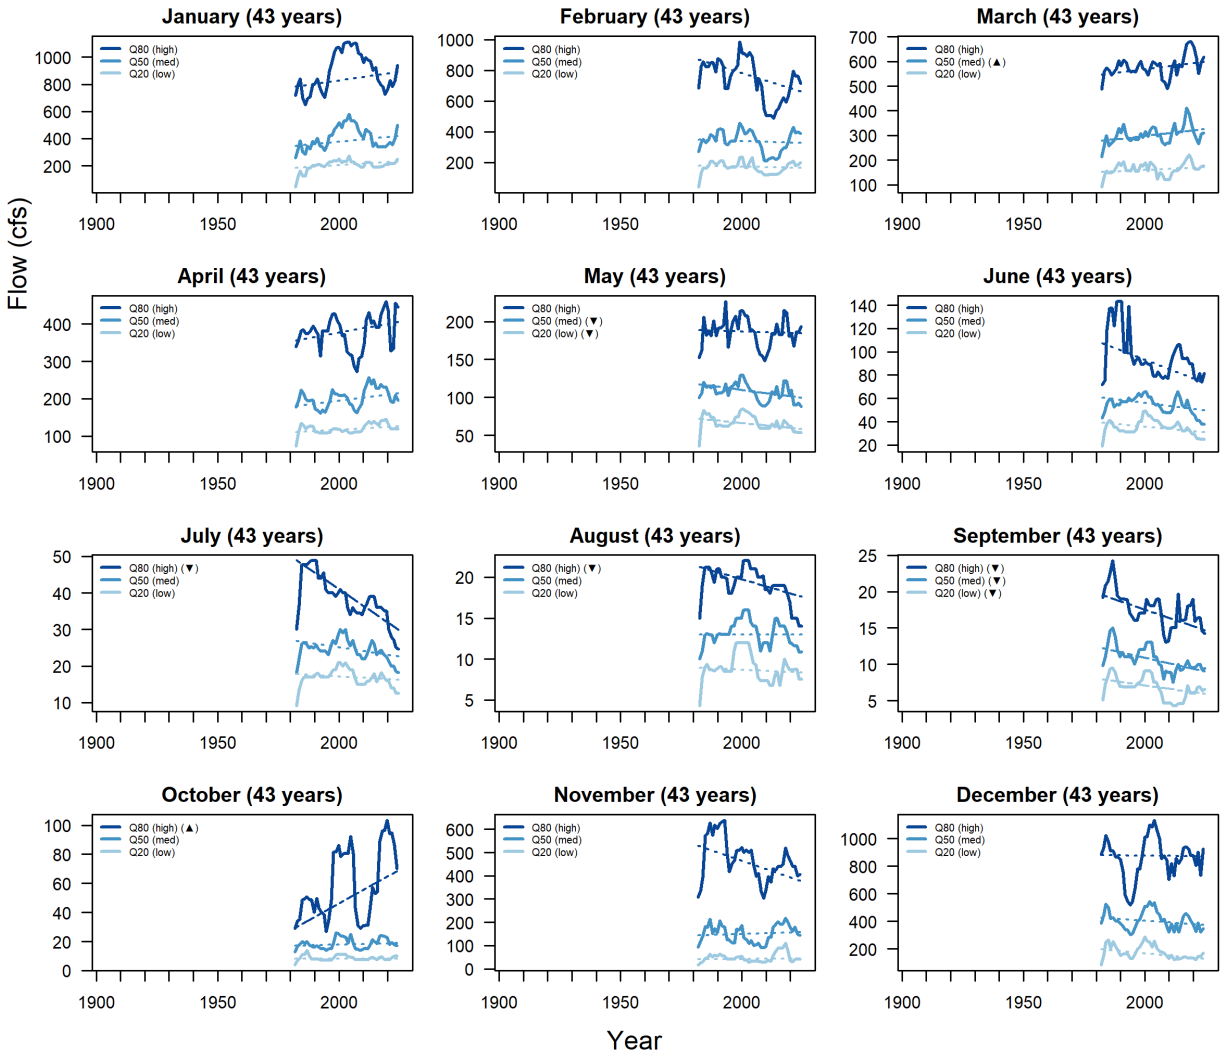 January (43 years)
Q80 (high)
Q50 (med)
Q20 (low)
1000
800
600
400
200
1900
1950
2000
February (43 years)
Q80 (high)
Q50 (med)
Q20 (low)
1000
800
600
400
200
1900
1950
2000
March (43 years)
Q80 (high)
Q50 (med) (▲)
Q20 (low)
700
600
500
400
300
200
100
1900
1950
2000
Flow (cfs)
April (43 years)
Q80 (high)
Q50 (med)
Q20 (low)
400
300
200
100
1900
1950
2000
May (43 years)
Q80 (high)
Q50 (med) (▼)
Q20 (low) (▼)
200
150
100
50
1900
1950
2000
June (43 years)
Q80 (high)
Q50 (med)
Q20 (low)
140
120
100
80
60
40
20
1900
1950
2000
July (43 years)
Q80 (high) (▼)
Q50 (med)
Q20 (low)
50
40
30
20
10
1900
1950
2000
August (43 years)
Q80 (high) (▼)
Q50 (med)
Q20 (low)
20
15
10
5
1900
1950
2000
September (43 years)
Q80 (high) (▼)
Q50 (med) (▼)
Q20 (low) (▼)
25
20
15
10
5
1900
1950
2000
October (43 years)
Q80 (high) (▲)
Q50 (med)
Q20 (low)
100
80
60
40
20
0
1900
1950
2000
November (43 years)
Q80 (high)
Q50 (med)
Q20 (low)
600
500
400
300
200
100
0
1900
1950
2000
December (43 years)
Q80 (high)
Q50 (med)
Q20 (low)
1000
800
600
400
200
1900
1950
2000
Year